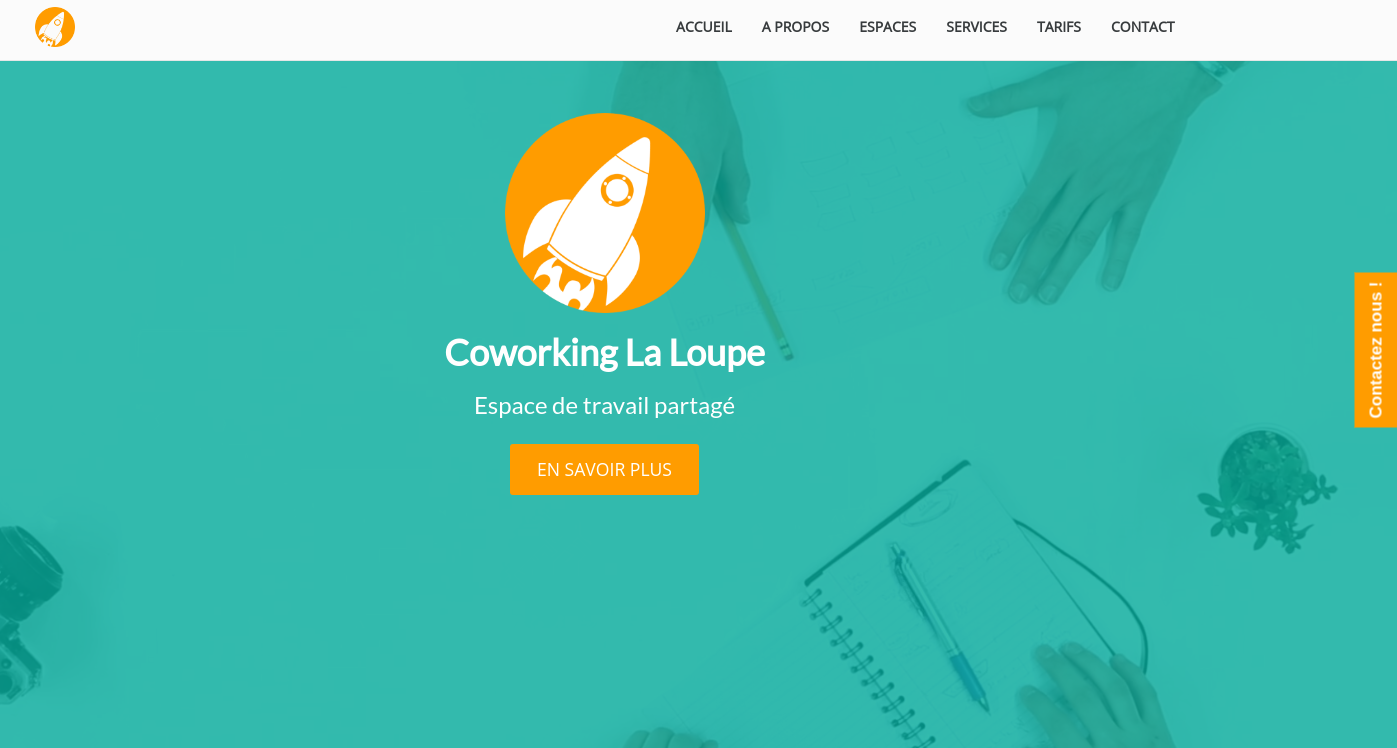 ACCUEIL A PROPOS ESPACES SERVICES TARIFS CONTACT
Coworking La Loupe
Espace de travail partagé
EN SAVOIR PLUS
Contactez nous !